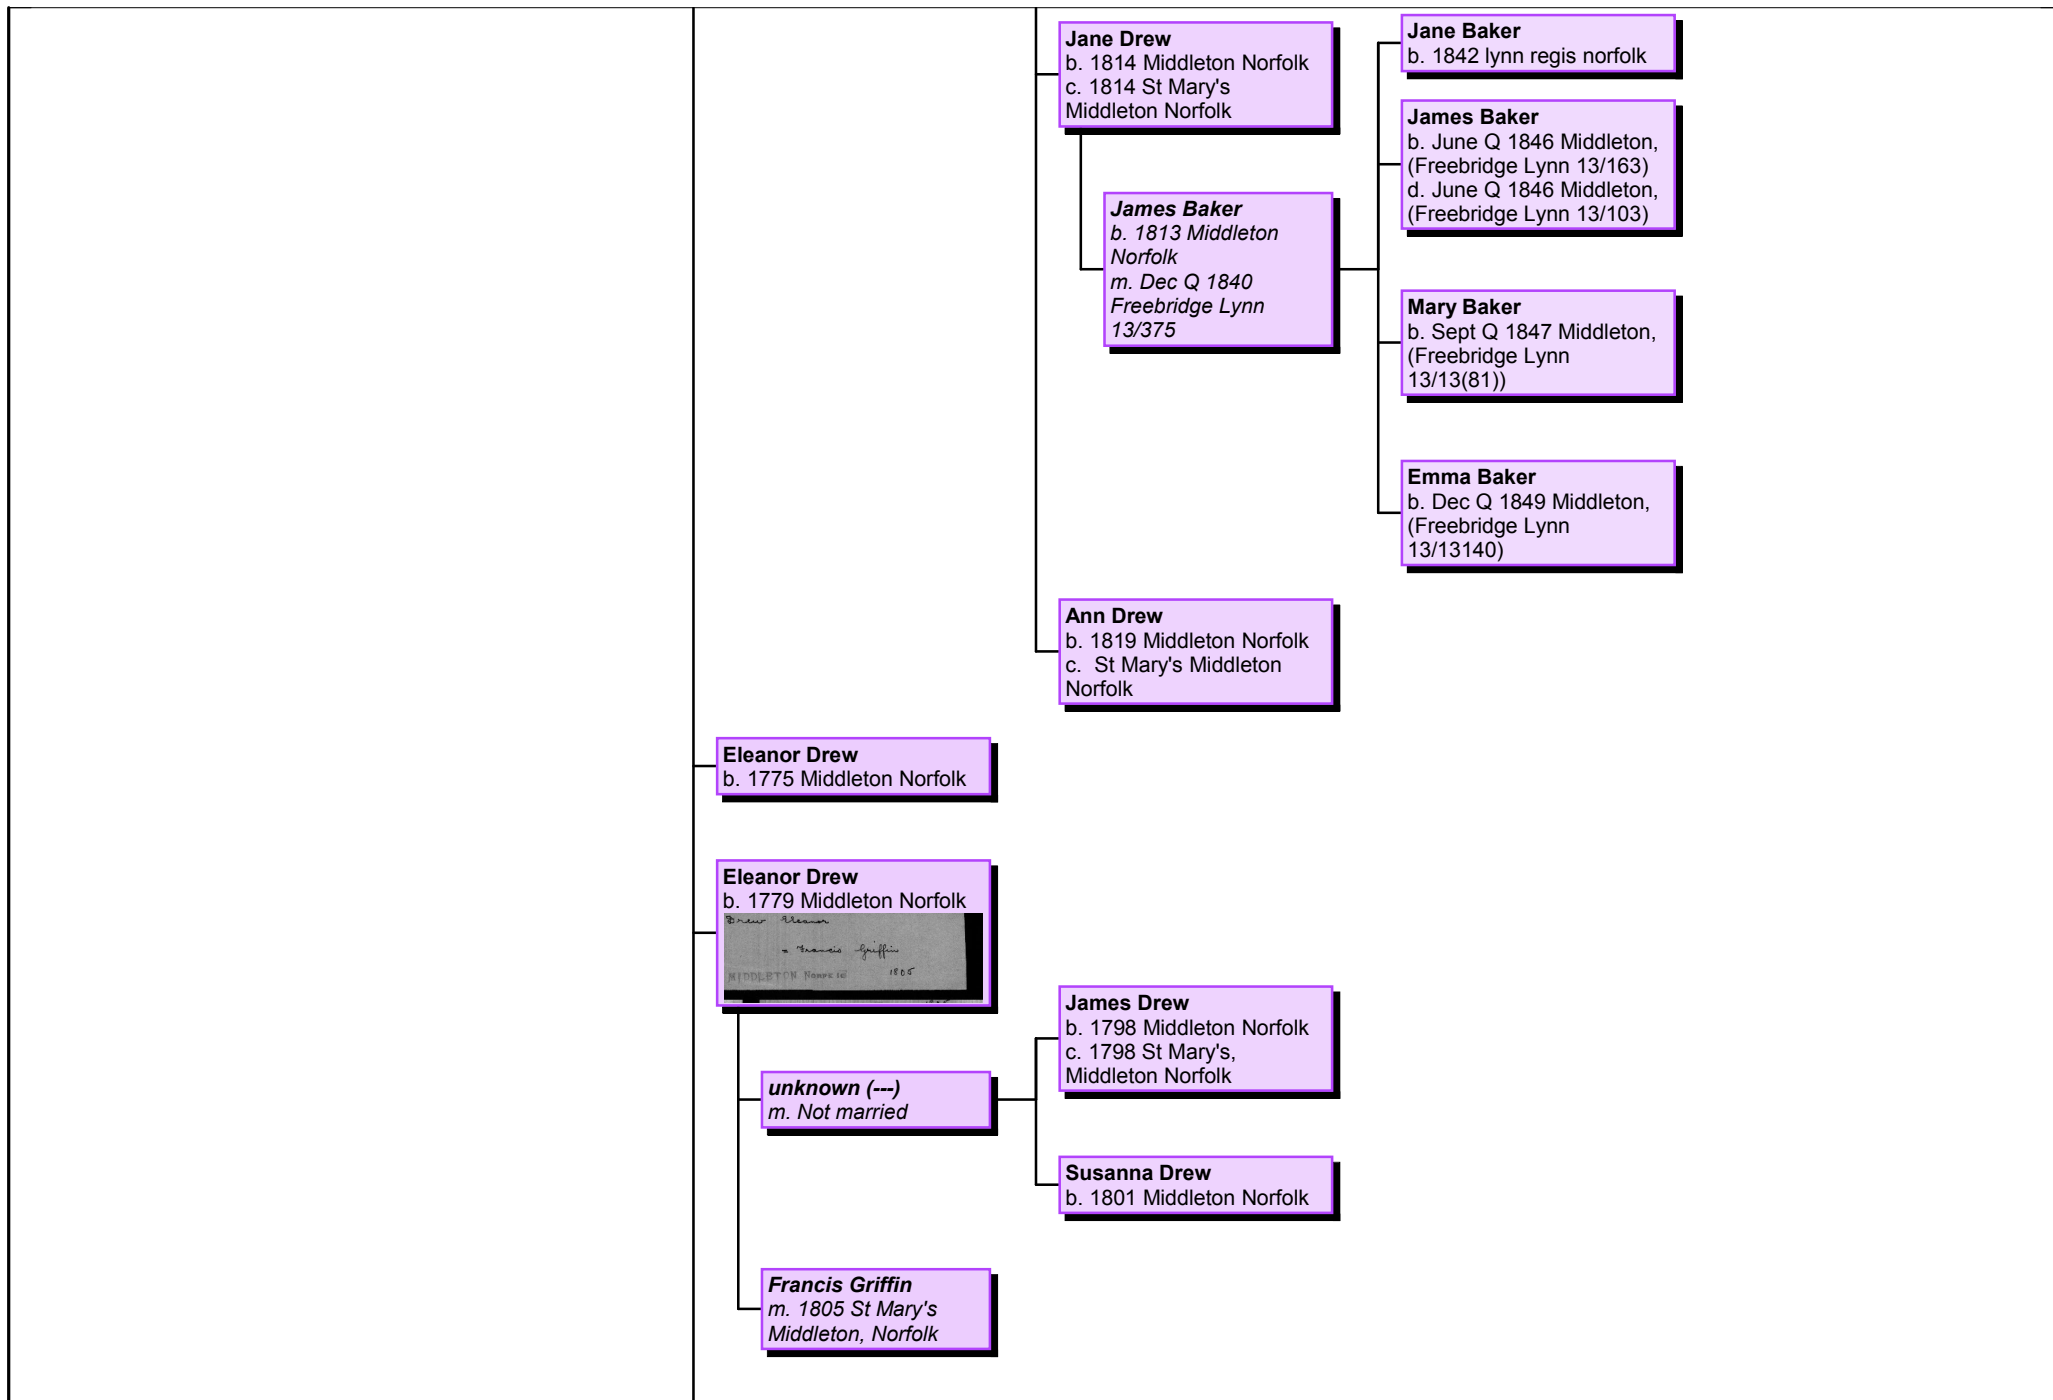 Jane Drew
b. 1814 Middleton Norfolk
c. 1814 St Mary's
Middleton Norfolk
James Baker
b. 1813 Middleton
Norfolk
m. Dec Q 1840
Freebridge Lynn
13/375
Jane Baker
b. 1842 lynn regis norfolk
James Baker
b. June Q 1846 Middleton,
(Freebridge Lynn 13/163)
d. June Q 1846 Middleton,
(Freebridge Lynn 13/103)
Mary Baker
b. Sept Q 1847 Middleton,
(Freebridge Lynn
13/13(81))
Emma Baker
b. Dec Q 1849 Middleton,
(Freebridge Lynn
13/13140)
Ann Drew
b. 1819 Middleton Norfolk
c.  St Mary's Middleton
Norfolk
Eleanor Drew
b. 1775 Middleton Norfolk
Eleanor Drew
b. 1779 Middleton Norfolk
Drew Eleanor
= Francis Griffin
MIDDLETON NORFOLK 1805
unknown (---)
m. Not married
James Drew
b. 1798 Middleton Norfolk
c. 1798 St Mary's,
Middleton Norfolk
Susanna Drew
b. 1801 Middleton Norfolk
Francis Griffin
m. 1805 St Mary's
Middleton, Norfolk